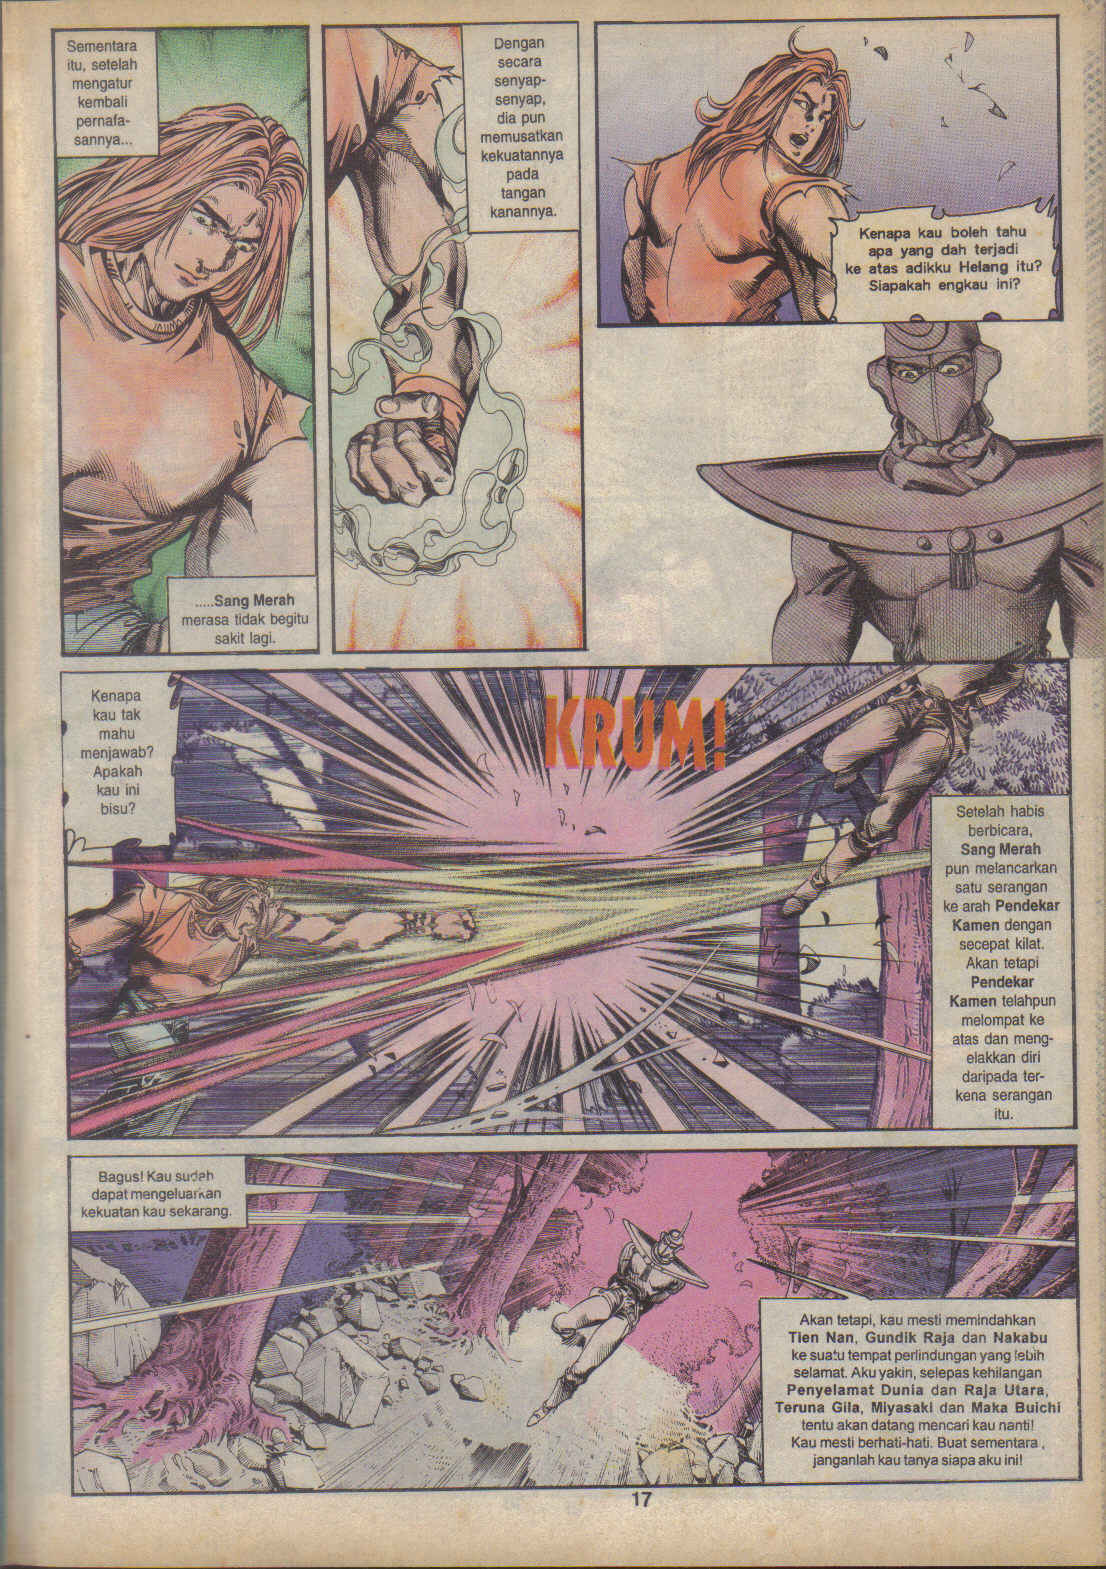 Sementara
itu, setelah
mengatur
kembali
pernafa-
sannya...
.....Sang Merah
merasa tidak begitu
sakit lagi.
Dengan
secara
senyap-
senyap,
dia pun
memusatkan
kekuatannya
pada
tangan
kanannya.
Kenapa kau boleh tahu
apa yang dah terjadi
ke atas adikku Helang itu?
Siapakah engkau ini?
Kenapa
kau tak
mahu
menjawab?
Apakah
kau ini
bisu?
KRUM!
Setelah habis
berbicara,
Sang Merah
pun melancarkan
satu serangan
ke arah Pendekar
Kamen dengan
secepat kilat.
Akan tetapi
Pendekar
Kamen telahpun
melompat ke
atas dan meng-
elakkan diri
daripada ter-
kena serangan
itu.
Bagus! Kau sudah
dapat mengeluarkan
kekuatan kau sekarang.
Akan tetapi, kau mesti memindahkan
Tien Nan, Gundik Raja dan Nakabu
ke suatu tempat perlindungan yang lebih
selamat. Aku yakin, selepas kehilangan
Penyelamat Dunia dan Raja Utara,
Teruna Gila, Miyasaki dan Maka Buichi
tentu akan datang mencari kau nanti!
Kau mesti berhati-hati. Buat sementara ,
janganlah kau tanya siapa aku ini!
17